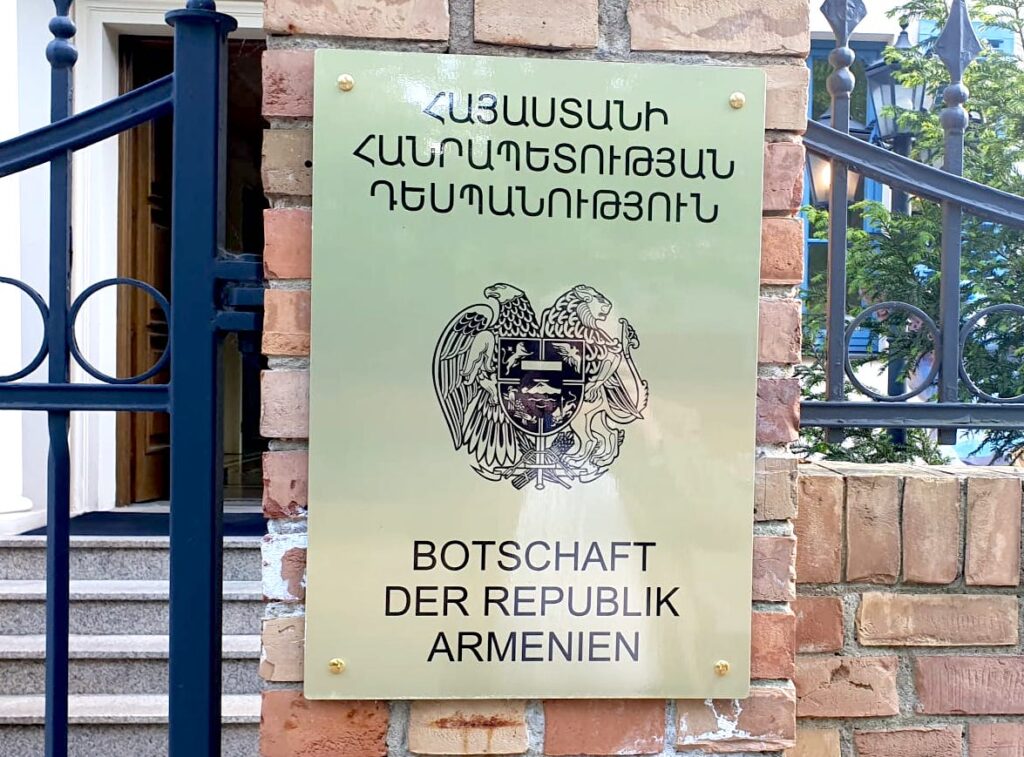 ՀԱՅԱՍՏԱՆԻ
ՀԱՆՐԱՊԵՏՈՒԹՅԱՆ
ԴԵՍՊԱՆՈՒԹՅՈՒՆ
BOTSCHAFT
DER REPUBLIK
ARMENIEN